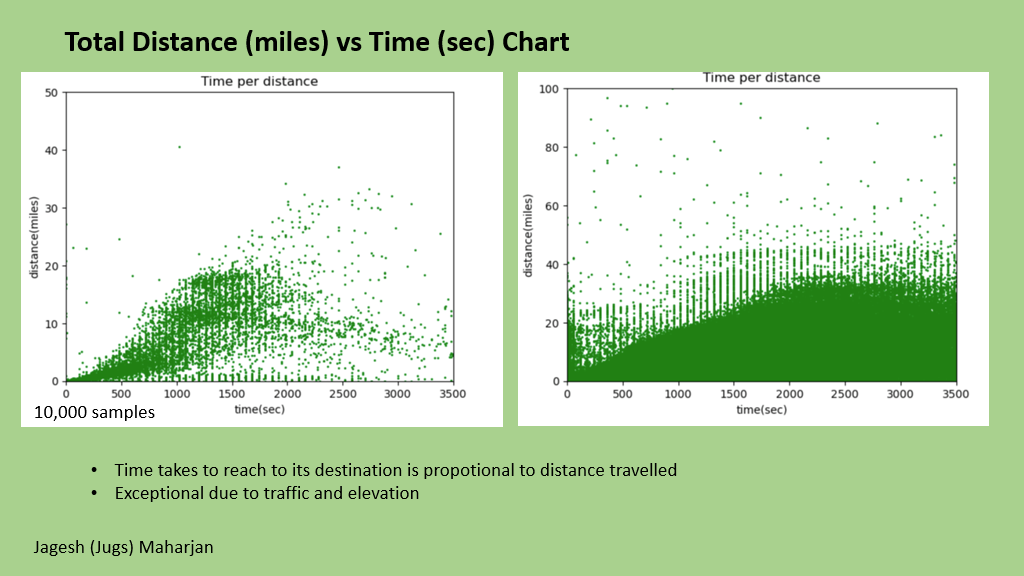 Total Distance (miles) vs Time (sec) Chart
Time per distance
50
40
30
20
10
0
distance(miles)
0 500 1000 1500 2000 2500 3000 3500
time(sec)
10,000 samples
Time per distance
100
80
60
40
20
0
distance(miles)
0 500 1000 1500 2000 2500 3000 3500
time(sec)
• Time takes to reach to its destination is propotional to distance travelled
• Exceptional due to traffic and elevation
Jagesh (Jugs) Maharjan